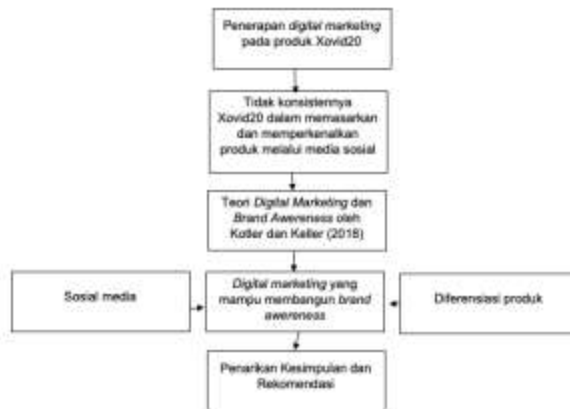 Penerapan digital marketing
pada produk Xovid20
Tidak konsistennya
Xovid20 dalam memasarkan
dan memperkenalkan
produk melalui media sosial
Teori Digital Marketing dan
Brand Awereness oleh
Kotler dan Keller (2018)
Sosial media
Digital marketing yang
mampu membangun brand
awereness
Diferensiasi produk
Penarikan Kesimpulan dan
Rekomendasi